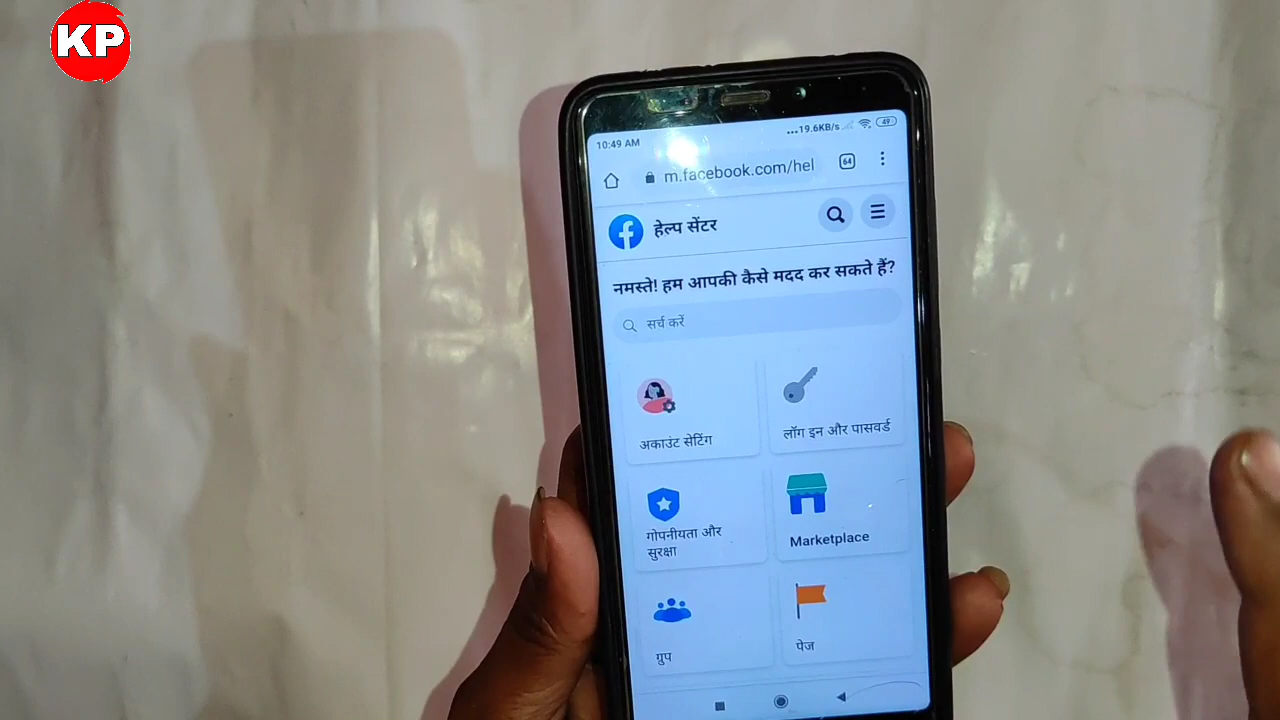 KP
10:49 AM
...19.6KB/s
49
m.facebook.com/hel
64
हेल्प सेंटर
नमस्ते! हम आपकी कैसे मदद कर सकते हैं?
सर्च करें
अकाउंट सेटिंग
लॉग इन और पासवर्ड
गोपनीयता और
सुरक्षा
Marketplace
ग्रुप
पेज